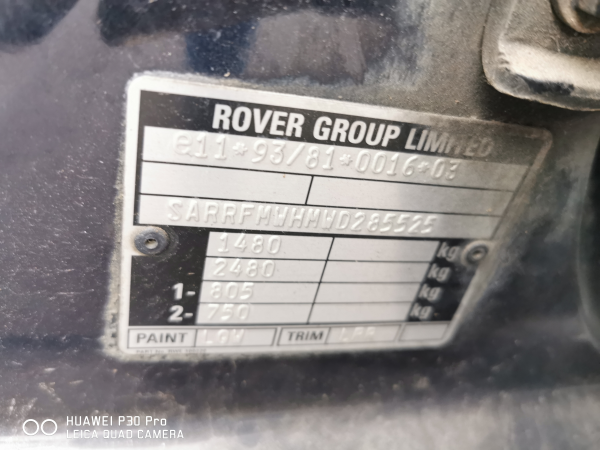 ROVER GROUP LIMITED
e11*93/81*0016*03
SARRFMWHMWD285525
1480 kg
2480 kg
1- 805 kg
2- 750 kg
PAINT TRIM
HUAWEI P30 Pro
LEICA QUAD CAMERA